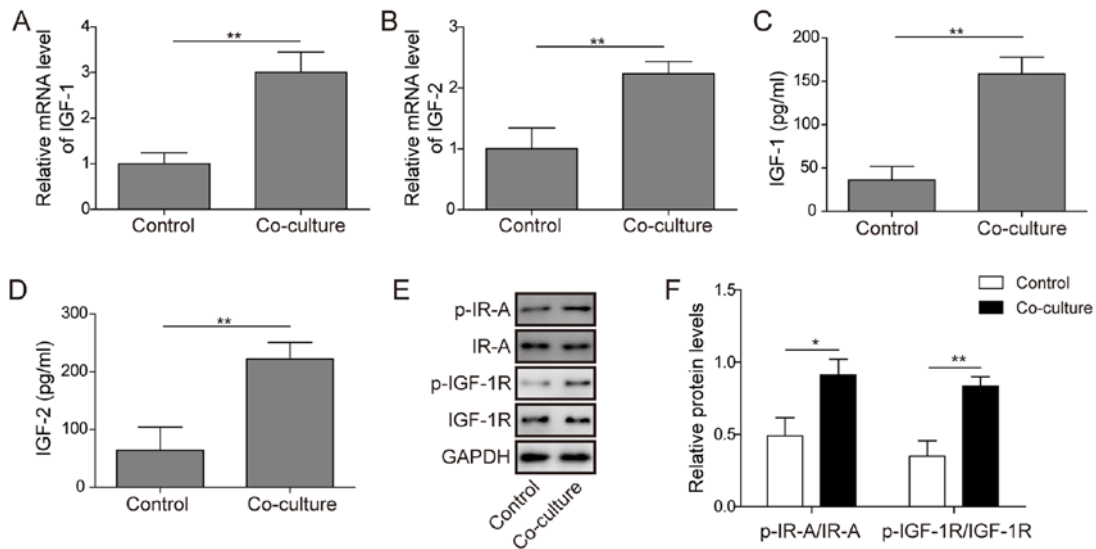 A
Relative mRNA level
of IGF-1
4
3
2
1
0
**
Control
Co-culture
B
Relative mRNA level
of IGF-2
3
2
1
0
**
Control
Co-culture
C
IGF-1 (pg/ml)
200
150
100
50
0
**
Control
Co-culture
D
IGF-2 (pg/ml)
300
200
100
0
**
Control
Co-culture
E
p-IR-A
IR-A
p-IGF-1R
IGF-1R
GAPDH
Control
Co-culture
F
Control
Co-culture
Relative protein levels
1.5
1.0
0.5
0.0
*
**
p-IR-A/IR-A
p-IGF-1R/IGF-1R